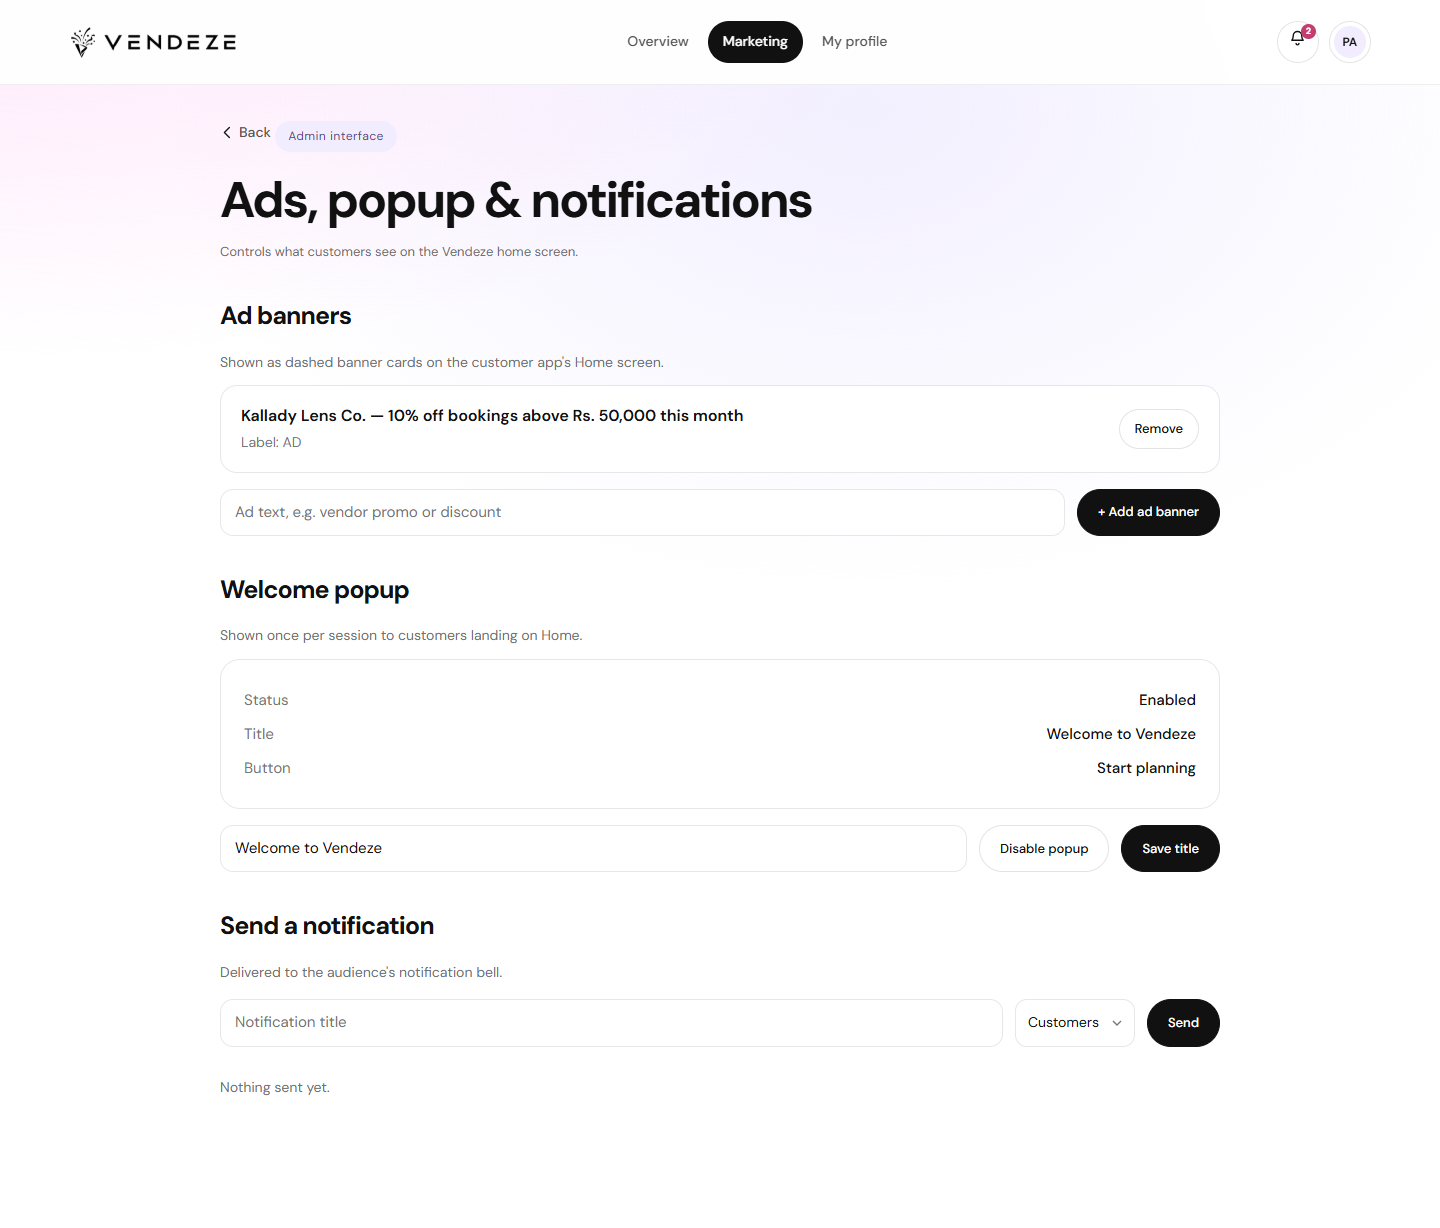 VENDEZE
Overview
Marketing
My profile
2
PA
Back
Admin interface
Ads, popup & notifications
Controls what customers see on the Vendeze home screen.
Ad banners
Shown as dashed banner cards on the customer app's Home screen.
Kallady Lens Co. — 10% off bookings above Rs. 50,000 this month
Label: AD
Remove
Ad text, e.g. vendor promo or discount
+ Add ad banner
Welcome popup
Shown once per session to customers landing on Home.
Status
Enabled
Title
Welcome to Vendeze
Button
Start planning
Welcome to Vendeze
Disable popup
Save title
Send a notification
Delivered to the audience's notification bell.
Notification title
Customers
Send
Nothing sent yet.